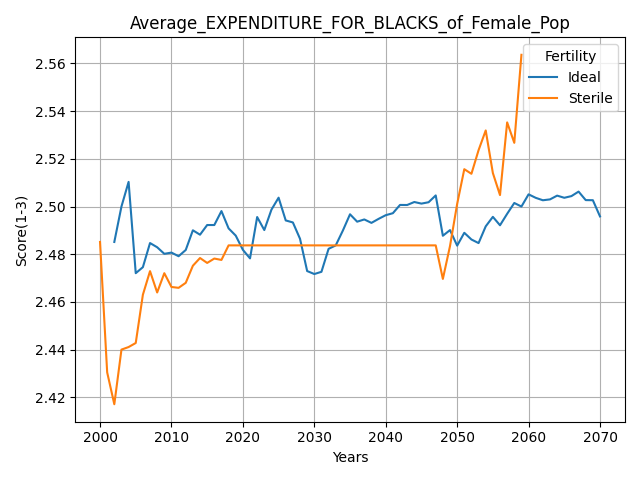 Average_EXPENDITURE_FOR_BLACKS_of_Female_Pop
Fertility
Ideal
Sterile
Score(1-3)
2.56
2.54
2.52
2.50
2.48
2.46
2.44
2.42
2000 2010 2020 2030 2040 2050 2060 2070
Years